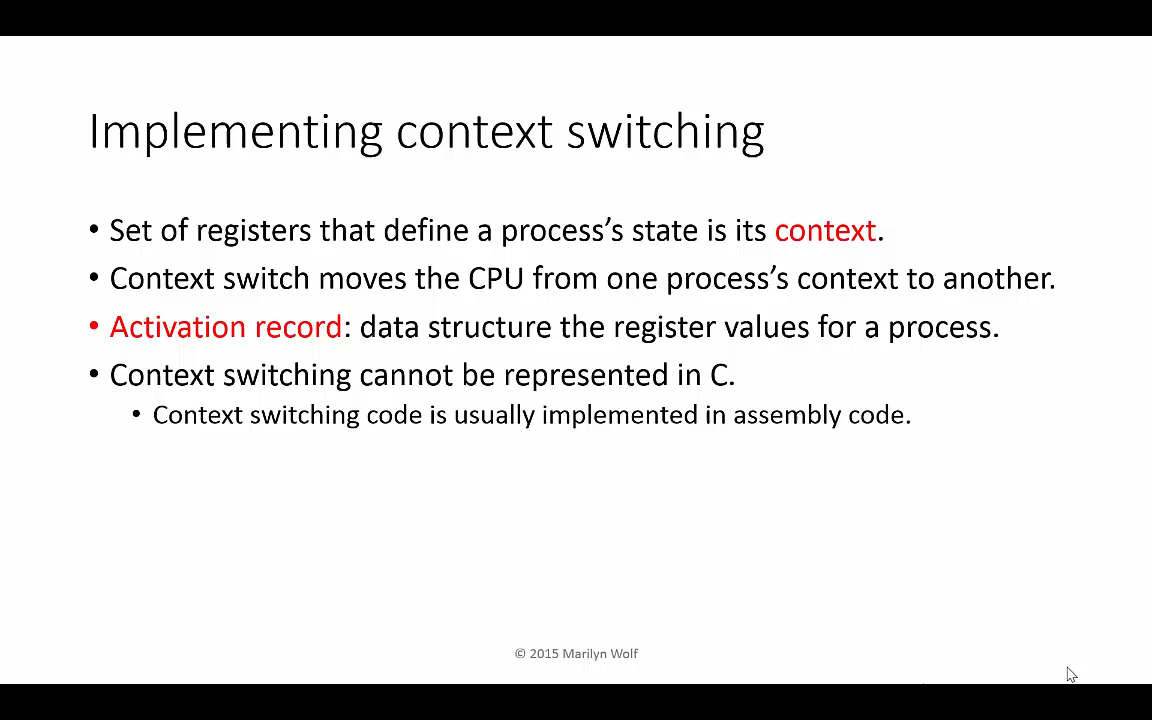 Implementing context switching
• Set of registers that define a process’s state is its context.
• Context switch moves the CPU from one process’s context to another.
• Activation record: data structure the register values for a process.
• Context switching cannot be represented in C.
• Context switching code is usually implemented in assembly code.
© 2015 Marilyn Wolf